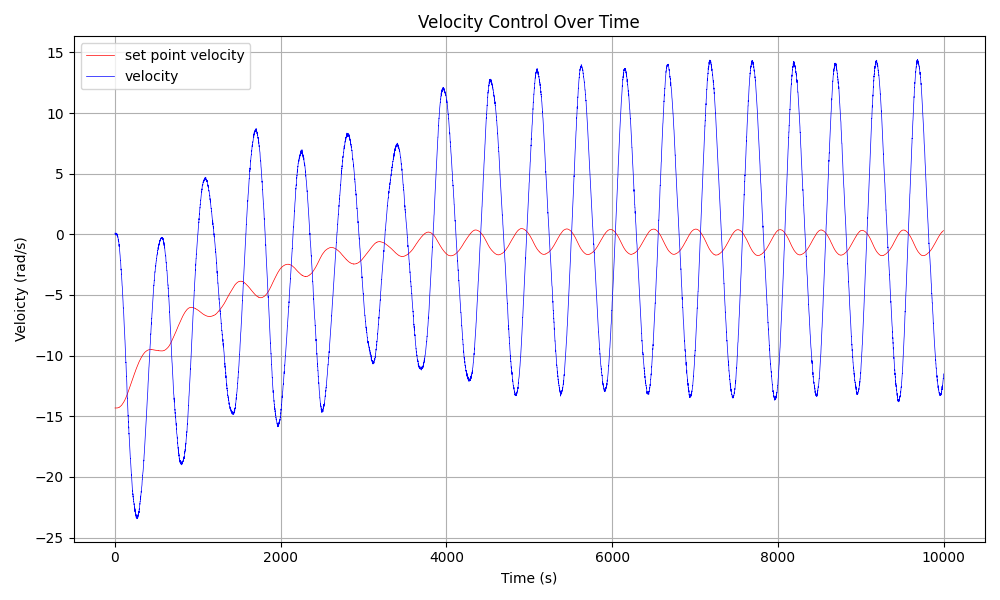 Velocity Control Over Time
set point velocity
velocity
15
10
5
0
−5
−10
−15
−20
−25
Veloicty (rad/s)
0 2000 4000 6000 8000 10000
Time (s)